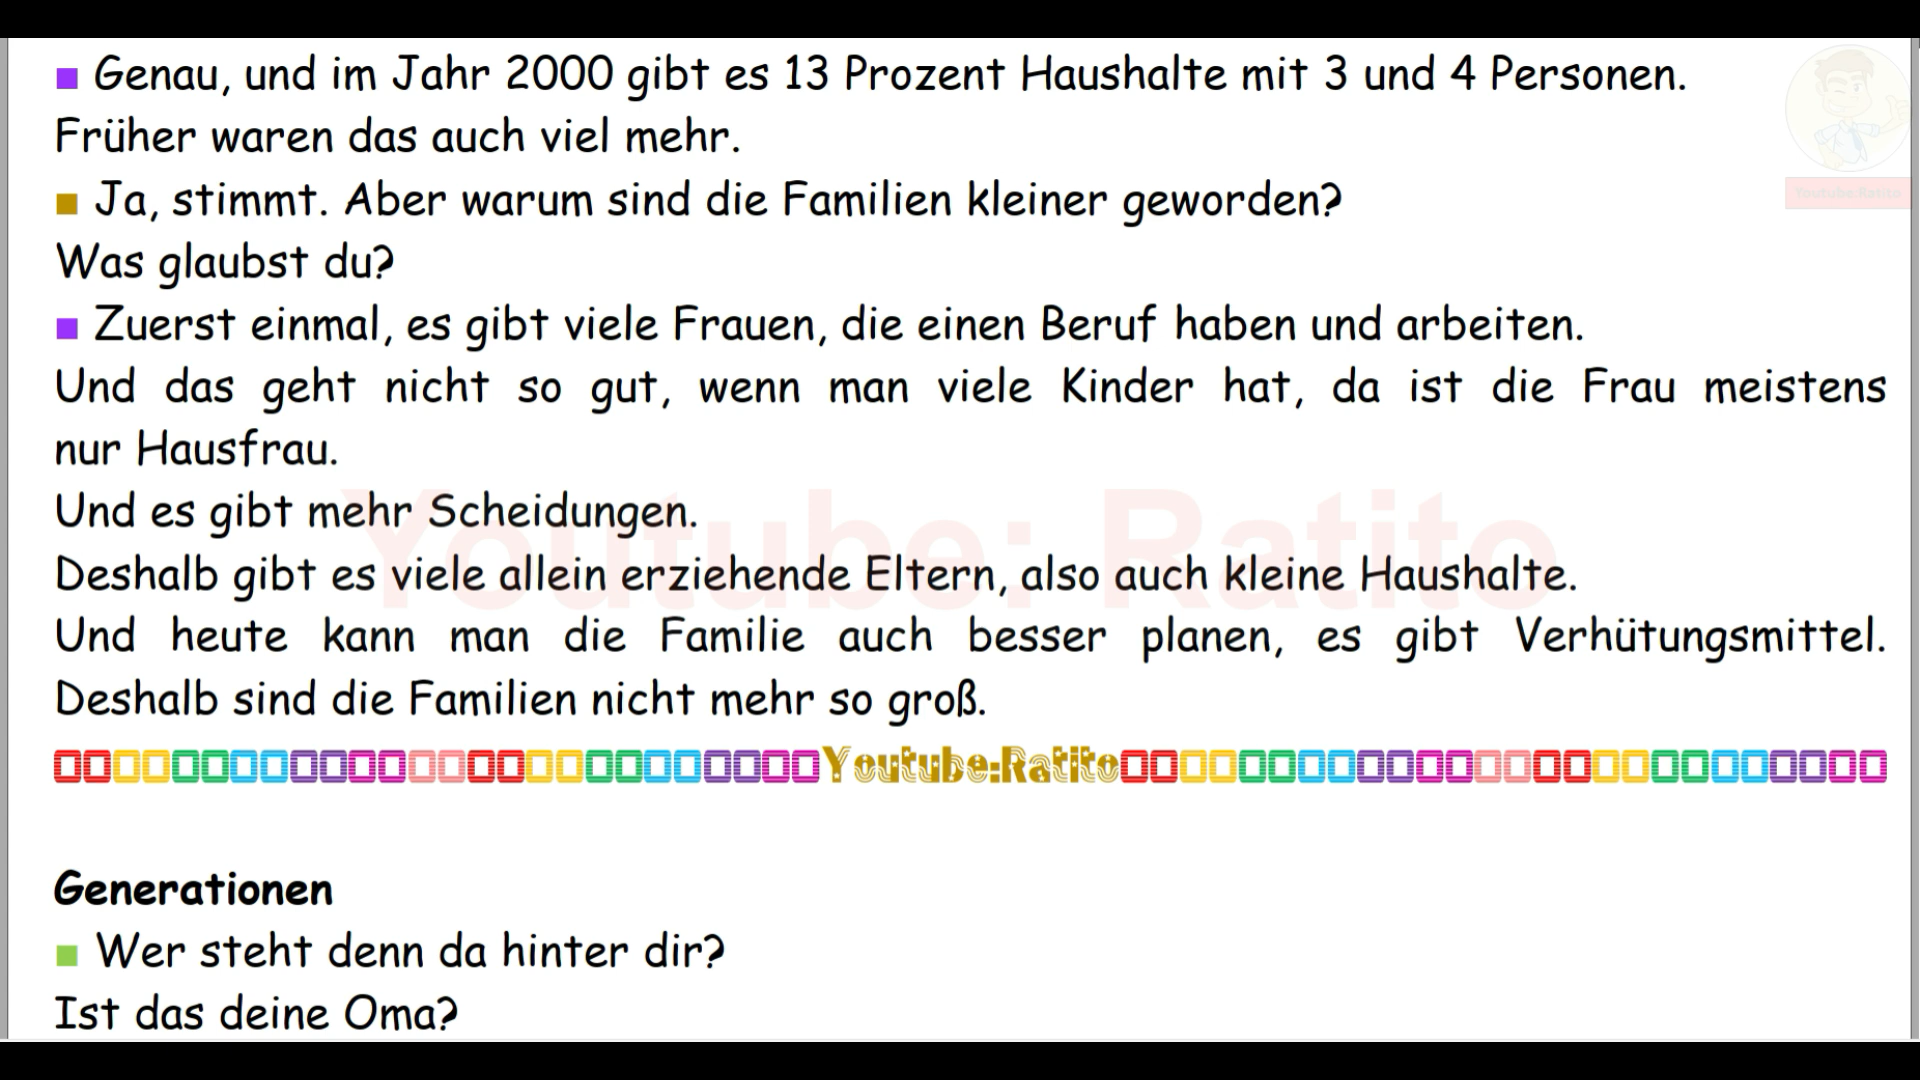 Genau, und im Jahr 2000 gibt es 13 Prozent Haushalte mit 3 und 4 Personen.
Früher waren das auch viel mehr.
Youtube:Ratito
Ja, stimmt. Aber warum sind die Familien kleiner geworden?
Was glaubst du?
Zuerst einmal, es gibt viele Frauen, die einen Beruf haben und arbeiten.
Und das geht nicht so gut, wenn man viele Kinder hat, da ist die Frau meistens
nur Hausfrau.
Und es gibt mehr Scheidungen.
Youtube: Ratito
Deshalb gibt es viele allein erziehende Eltern, also auch kleine Haushalte.
Und heute kann man die Familie auch besser planen, es gibt Verhütungsmittel.
Deshalb sind die Familien nicht mehr so groß.
Youtube:Ratito
Generationen
Wer steht denn da hinter dir?
Ist das deine Oma?